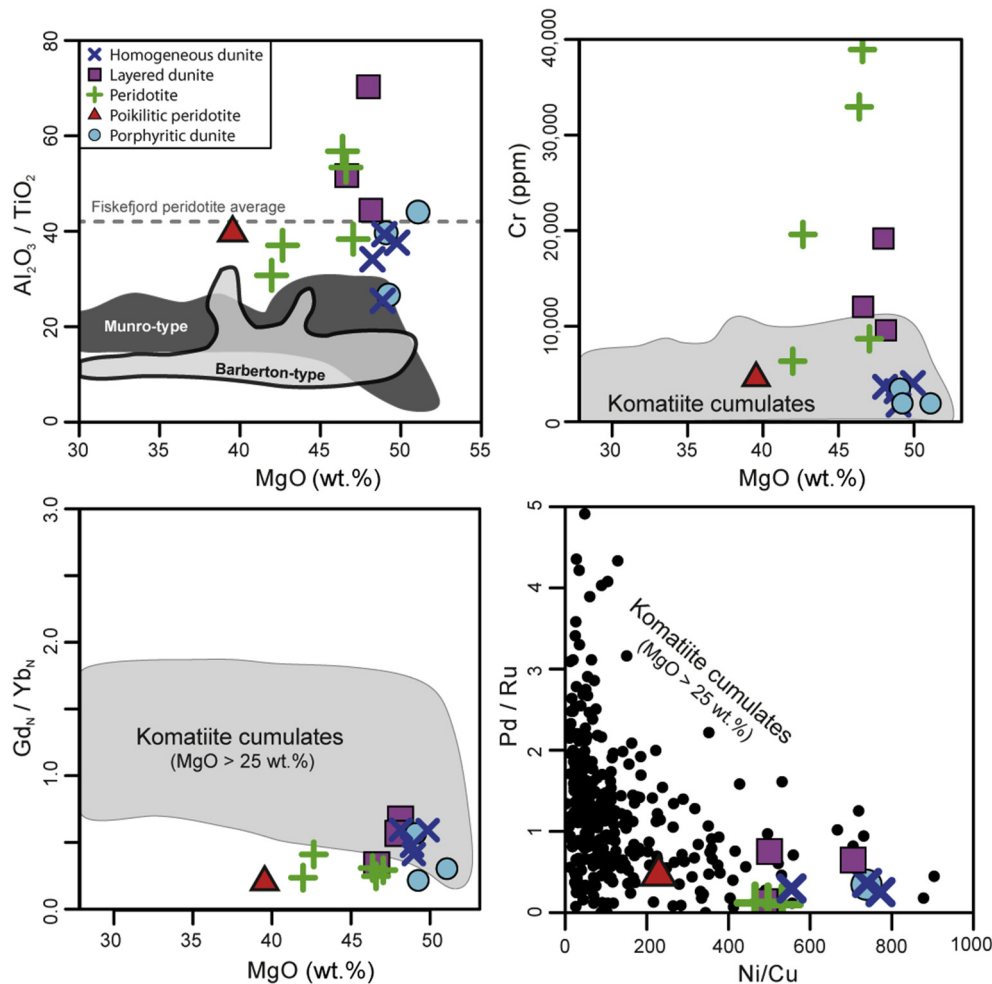 80
60
40
20
0
Al₂O₃ / TiO₂
Homogeneous dunite
Layered dunite
Peridotite
Poikilitic peridotite
Porphyritic dunite
Fiskefjord peridotite average
Munro-type
Barberton-type
30 35 40 45 50 55
MgO (wt.%)
40,000
30,000
20,000
10,000
0
Cr (ppm)
Komatiite cumulates
30 35 40 45 50
MgO (wt.%)
3.0
2.0
1.0
0.0
Gd_N / Yb_N
Komatiite cumulates
(MgO > 25 wt.%)
30 35 40 45 50
MgO (wt.%)
5
4
3
2
1
0
Pd / Ru
Komatiite cumulates
(MgO > 25 wt.%)
0 200 400 600 800 1000
Ni/Cu